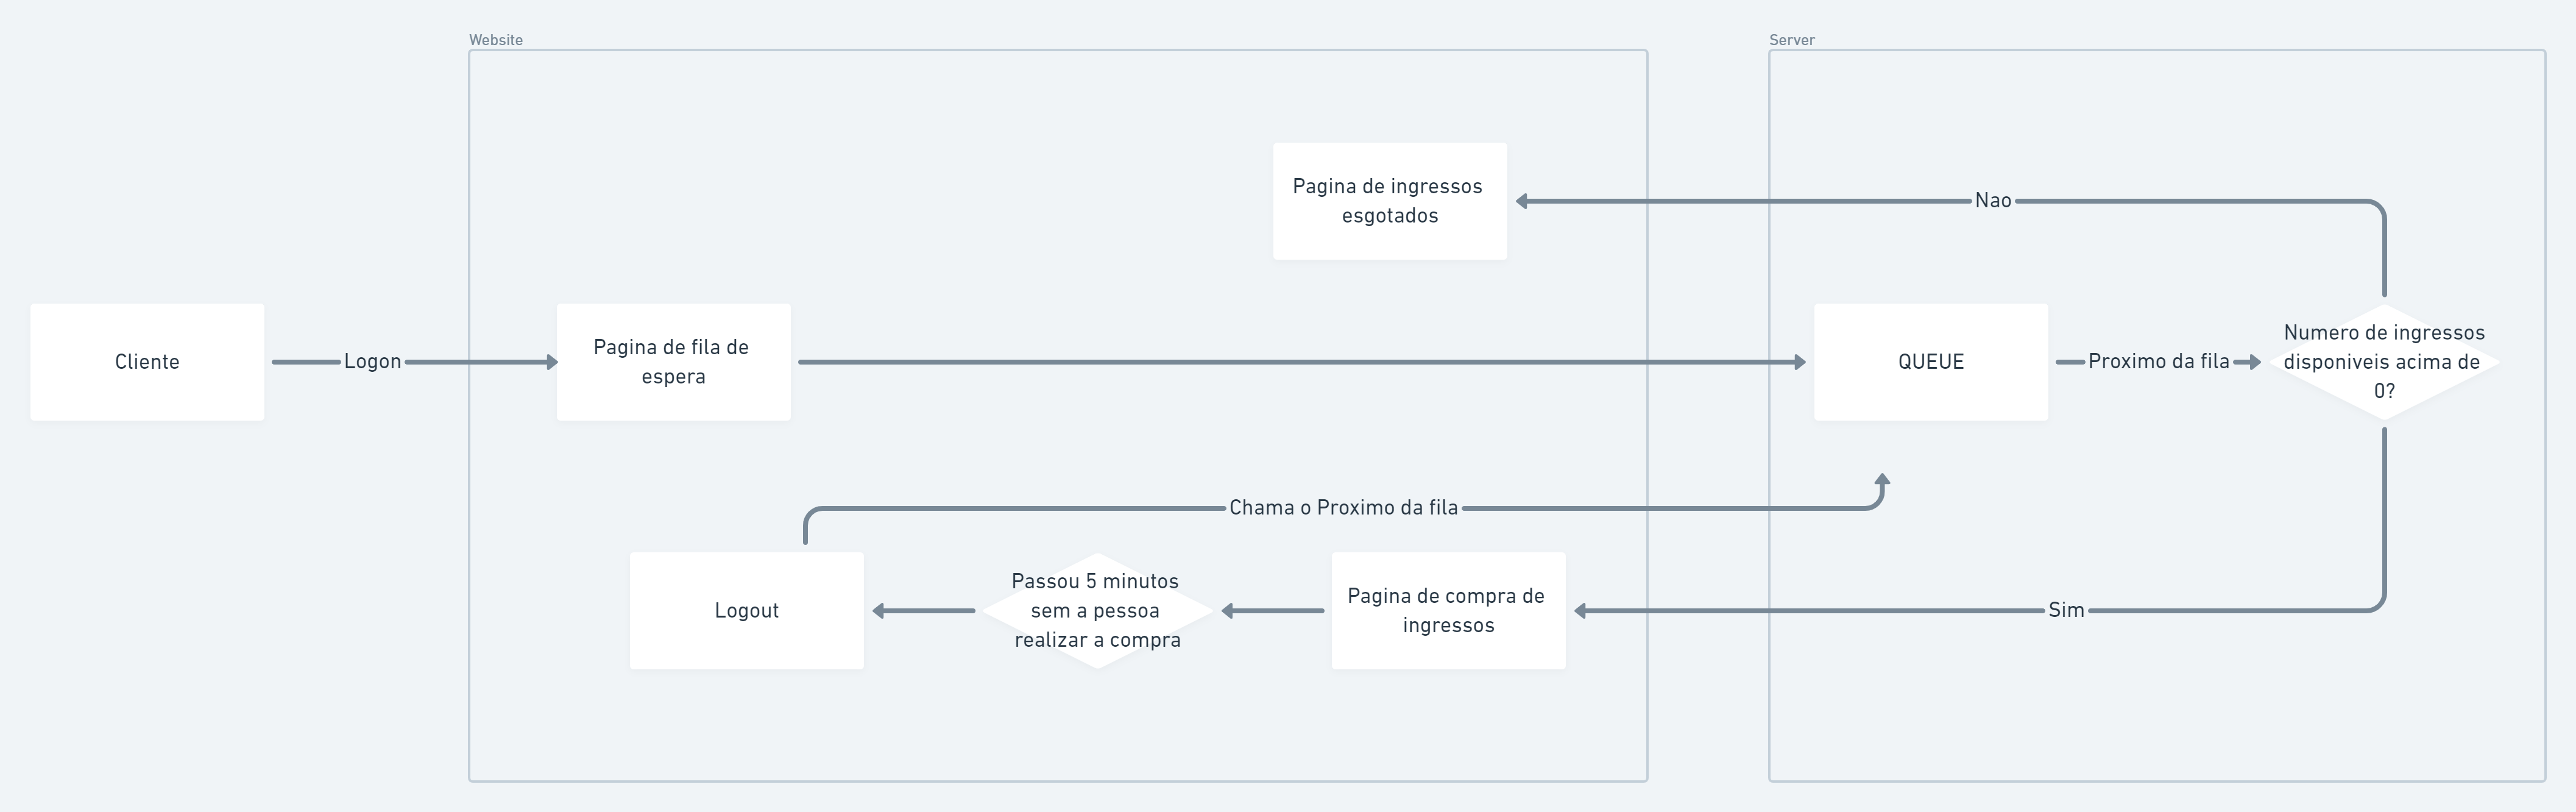 Website
Server
Pagina de ingressos
esgotados
Nao
Cliente
Logon
Pagina de fila de
espera
QUEUE
Proximo da fila
Numero de ingressos
disponiveis acima de
0?
Chama o Proximo da fila
Logout
Passou 5 minutos
sem a pessoa
realizar a compra
Pagina de compra de
ingressos
Sim